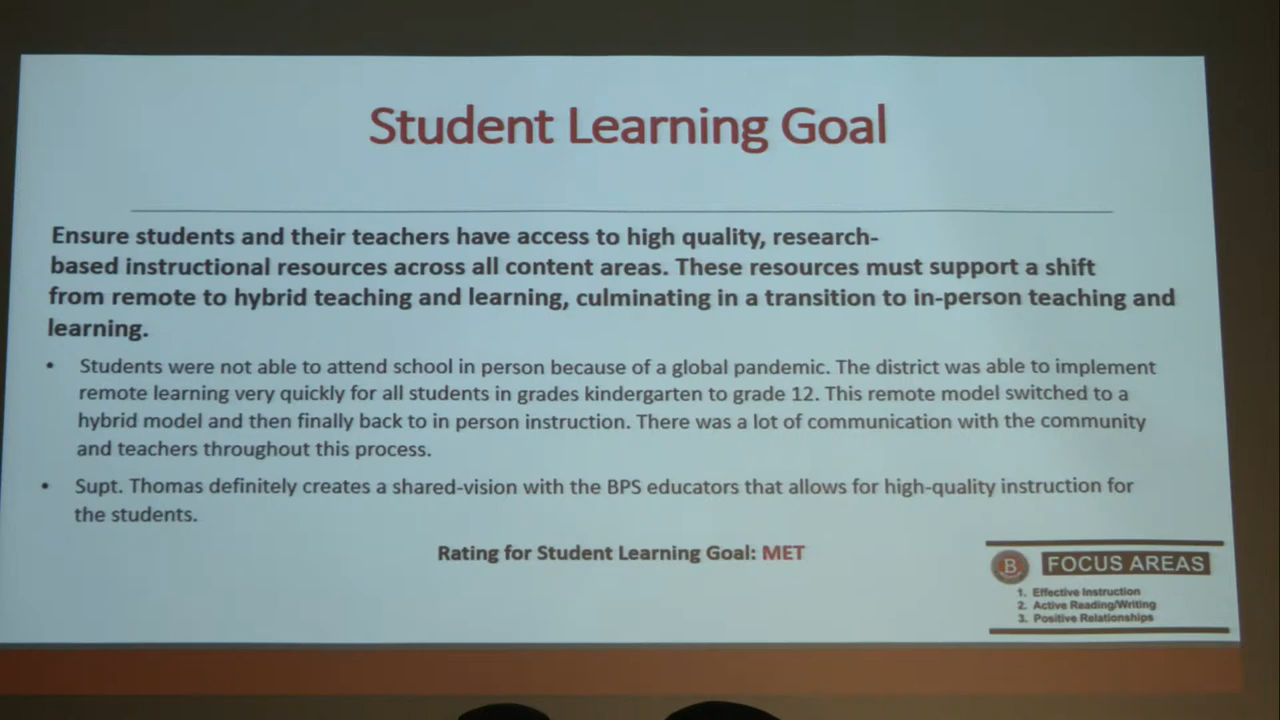 Student Learning Goal
Ensure students and their teachers have access to high quality, research-
based instructional resources across all content areas. These resources must support a shift
from remote to hybrid teaching and learning, culminating in a transition to in-person teaching and
learning.
• Students were not able to attend school in person because of a global pandemic. The district was able to implement
remote learning very quickly for all students in grades kindergarten to grade 12. This remote model switched to a
hybrid model and then finally back to in person instruction. There was a lot of communication with the community
and teachers throughout this process.
• Supt. Thomas definitely creates a shared-vision with the BPS educators that allows for high-quality instruction for
the students.
Rating for Student Learning Goal: MET
B FOCUS AREAS
1. Effective Instruction
2. Active Reading/Writing
3. Positive Relationships